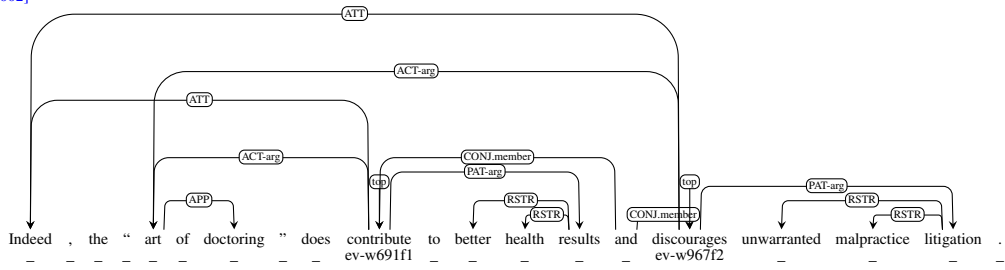 ATT
ACT-arg
ATT
ACT-arg CONJ.member
PAT-arg
top top PAT-arg
APP RSTR RSTR
RSTR CONJ.member RSTR
Indeed , the “ art of doctoring ” does contribute to better health results and discourages unwarranted malpractice litigation .
_ _ _ _ _ _ _ _ _ ev-w691f1 _ _ _ _ _ ev-w967f2 _ _ _ _